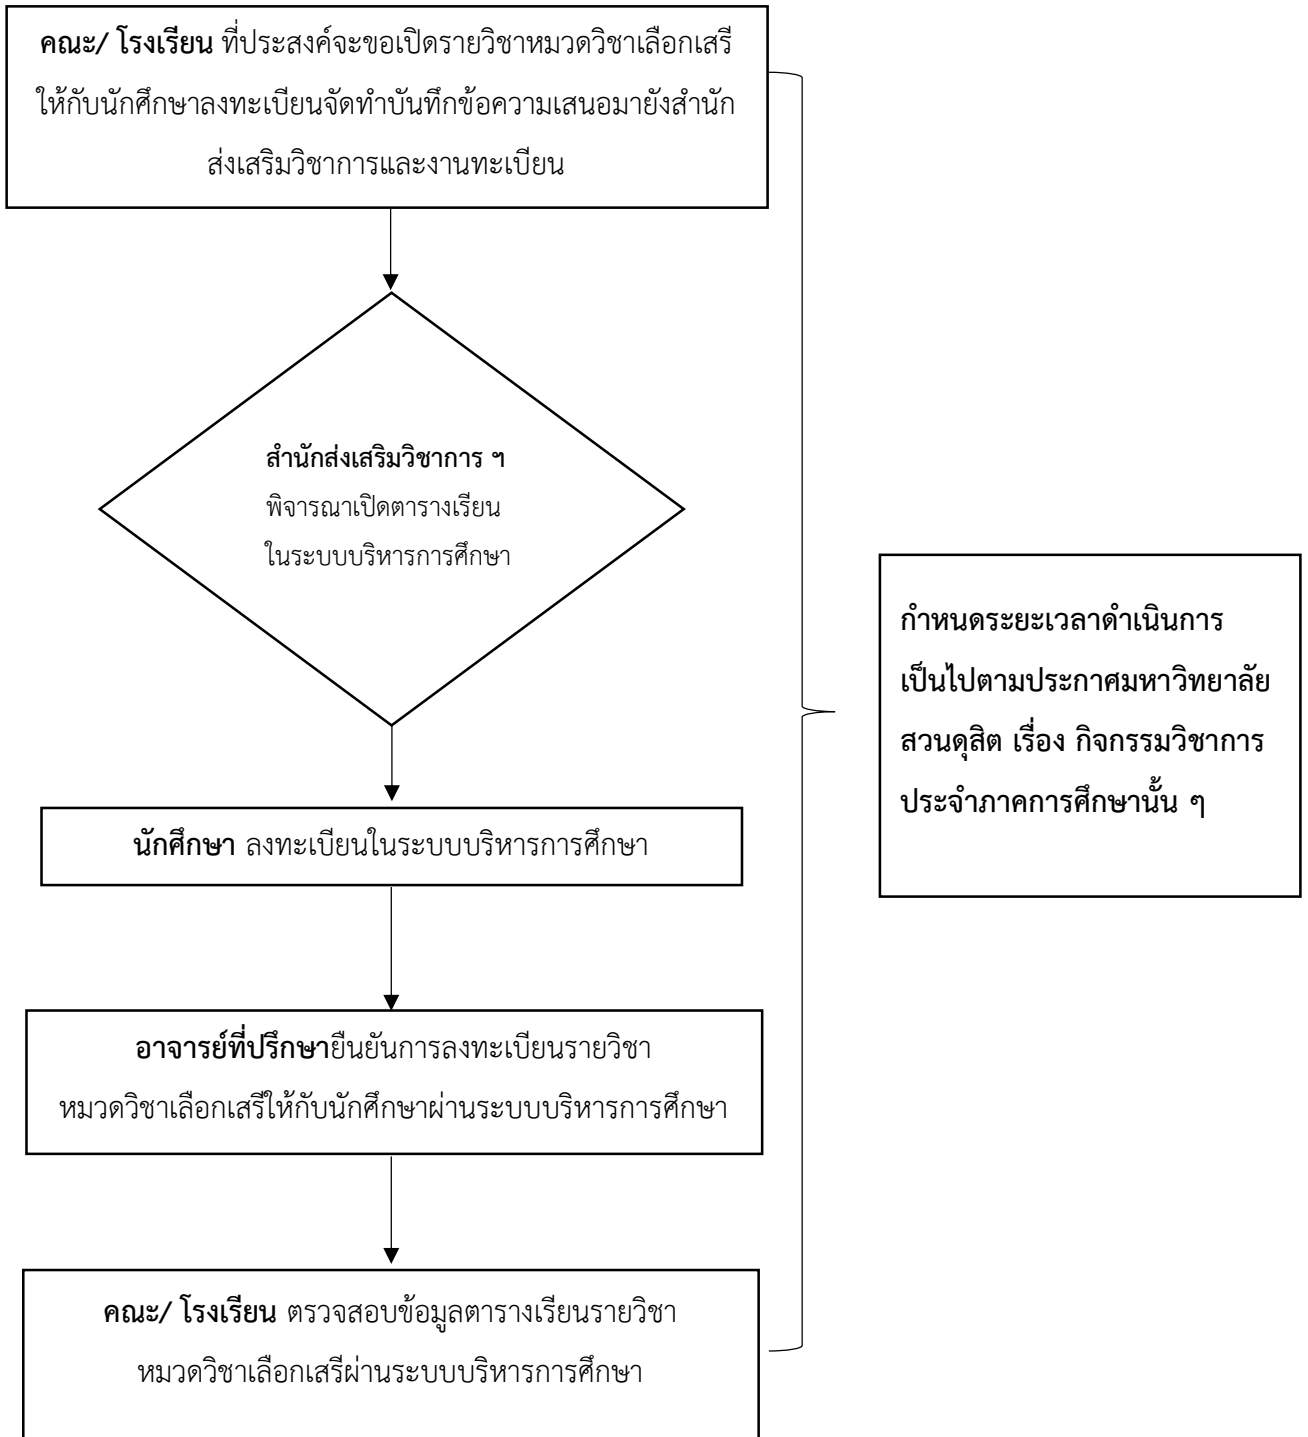 คณะ/ โรงเรียน ที่ประสงค์จะขอเปิดรายวิชาหมวดวิชาเลือกเสรี
ให้กับนักศึกษาลงทะเบียนจัดทำบันทึกข้อความเสนอมายังสำนัก
ส่งเสริมวิชาการและงานทะเบียน
สำนักส่งเสริมวิชาการ ฯ
พิจารณาเปิดตารางเรียน
ในระบบบริหารการศึกษา
นักศึกษา ลงทะเบียนในระบบบริหารการศึกษา
อาจารย์ที่ปรึกษายืนยันการลงทะเบียนรายวิชา
หมวดวิชาเลือกเสรีให้กับนักศึกษาผ่านระบบบริหารการศึกษา
คณะ/ โรงเรียน ตรวจสอบข้อมูลตารางเรียนรายวิชา
หมวดวิชาเลือกเสรีผ่านระบบบริหารการศึกษา
กำหนดระยะเวลาดำเนินการ
เป็นไปตามประกาศมหาวิทยาลัย
สวนดุสิต เรื่อง กิจกรรมวิชาการ
ประจำภาคการศึกษานั้น ๆ